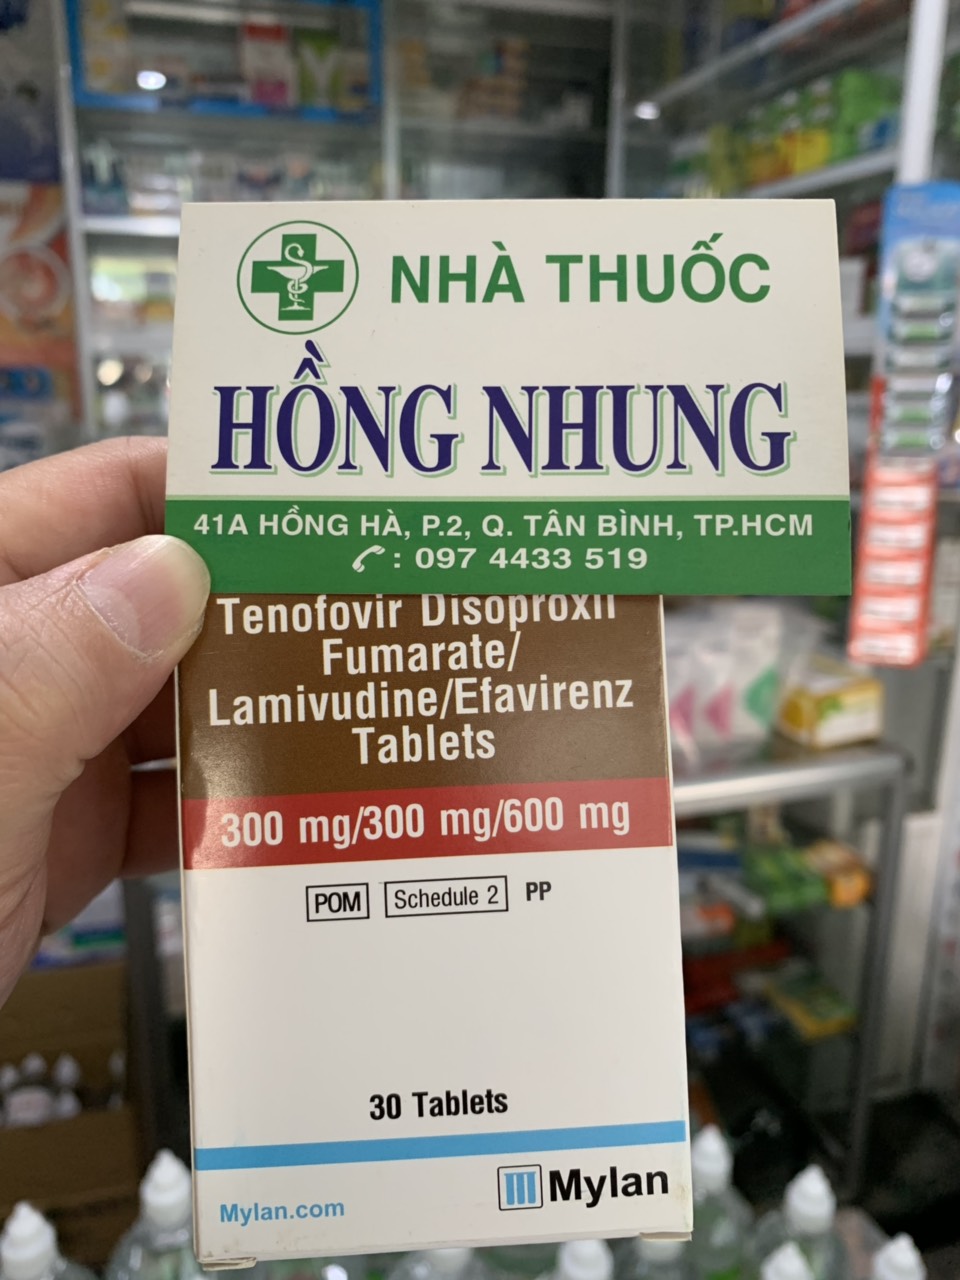 NHÀ THUỐC
HỒNG NHUNG
41A HỒNG HÀ, P.2, Q. TÂN BÌNH, TP.HCM
: 097 4433 519
Tenofovir Disoproxil
Fumarate/
Lamivudine/Efavirenz
Tablets
300 mg/300 mg/600 mg
POM Schedule 2 PP
30 Tablets
Mylan
Mylan.com